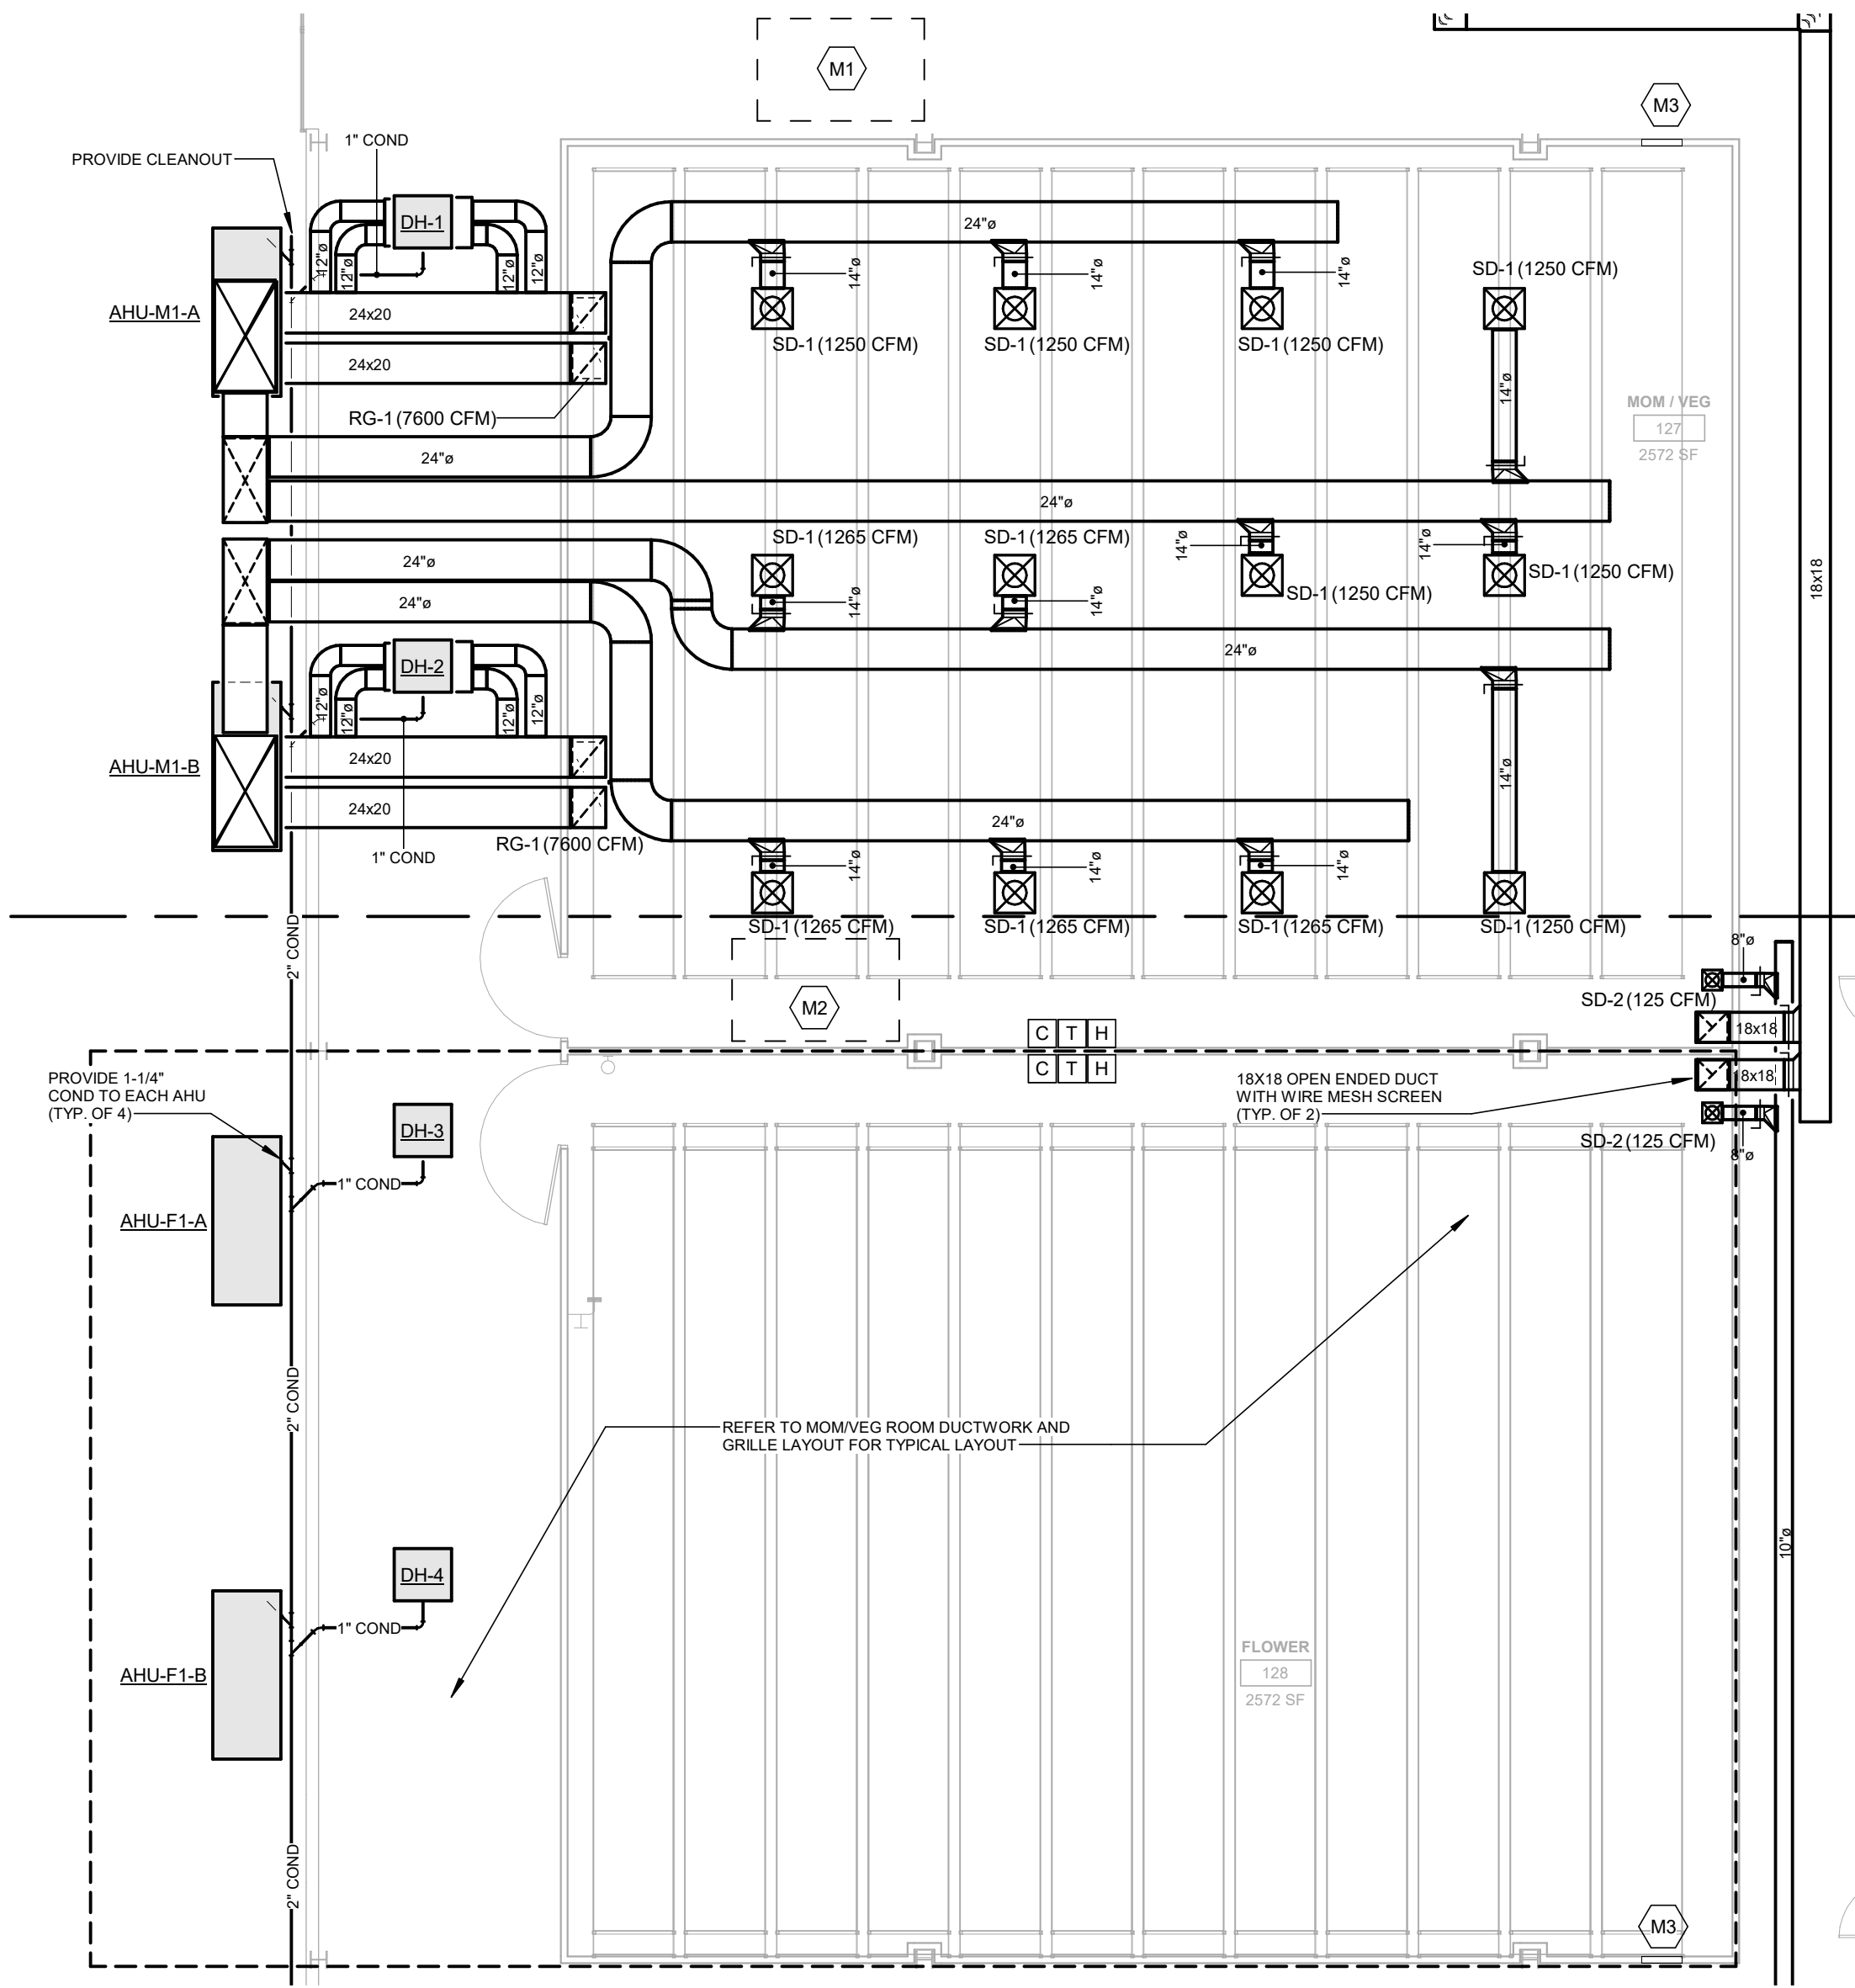 M1
M3
1" COND
PROVIDE CLEANOUT
DH-1
24"ø
12"ø
12"ø
12"ø
12"ø
14"ø
14"ø
14"ø
SD-1 (1250 CFM)
AHU-M1-A
24x20
SD-1 (1250 CFM)
SD-1 (1250 CFM)
SD-1 (1250 CFM)
24x20
14"ø
RG-1 (7600 CFM)
MOM / VEG
127
2572 SF
24"ø
24"ø
SD-1 (1265 CFM)
SD-1 (1265 CFM)
14"ø
14"ø
24"ø
SD-1 (1250 CFM)
SD-1 (1250 CFM)
18x18
24"ø
14"ø
14"ø
24"ø
DH-2
12"ø
12"ø
12"ø
12"ø
24x20
AHU-M1-B
14"ø
24x20
24"ø
RG-1 (7600 CFM)
1" COND
14"ø
14"ø
14"ø
SD-1 (1265 CFM)
SD-1 (1265 CFM)
SD-1 (1265 CFM)
SD-1 (1250 CFM)
2" COND
8"ø
SD-2 (125 CFM)
M2
C T H
18x18
C T H
18x18
PROVIDE 1-1/4"
COND TO EACH AHU
(TYP. OF 4)
18X18 OPEN ENDED DUCT
WITH WIRE MESH SCREEN
(TYP. OF 2)
DH-3
SD-2 (125 CFM)
8"ø
1" COND
AHU-F1-A
2" COND
REFER TO MOM/VEG ROOM DUCTWORK AND
GRILLE LAYOUT FOR TYPICAL LAYOUT
10"ø
DH-4
1" COND
AHU-F1-B
FLOWER
128
2572 SF
2" COND
M3